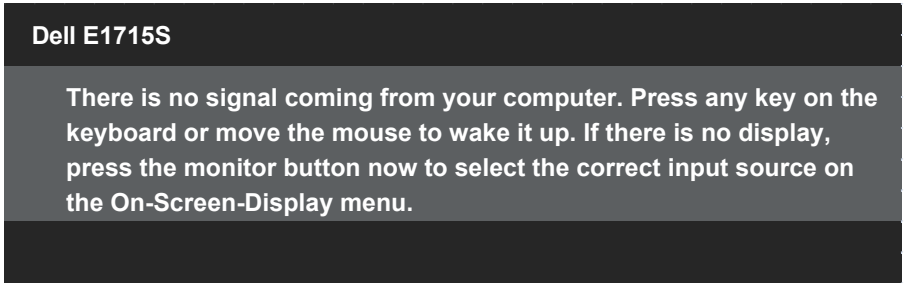 Dell E1715S
There is no signal coming from your computer. Press any key on the
keyboard or move the mouse to wake it up. If there is no display,
press the monitor button now to select the correct input source on
the On-Screen-Display menu.